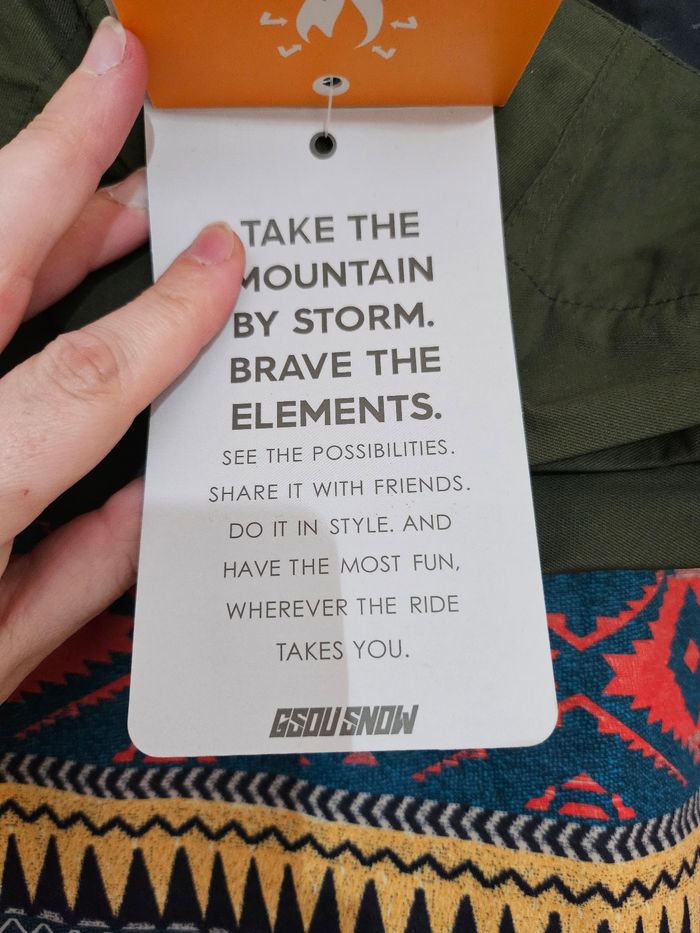 TAKE THE
MOUNTAIN
BY STORM.
BRAVE THE
ELEMENTS.
SEE THE POSSIBILITIES.
SHARE IT WITH FRIENDS.
DO IT IN STYLE. AND
HAVE THE MOST FUN,
WHEREVER THE RIDE
TAKES YOU.
GSOU SNOW